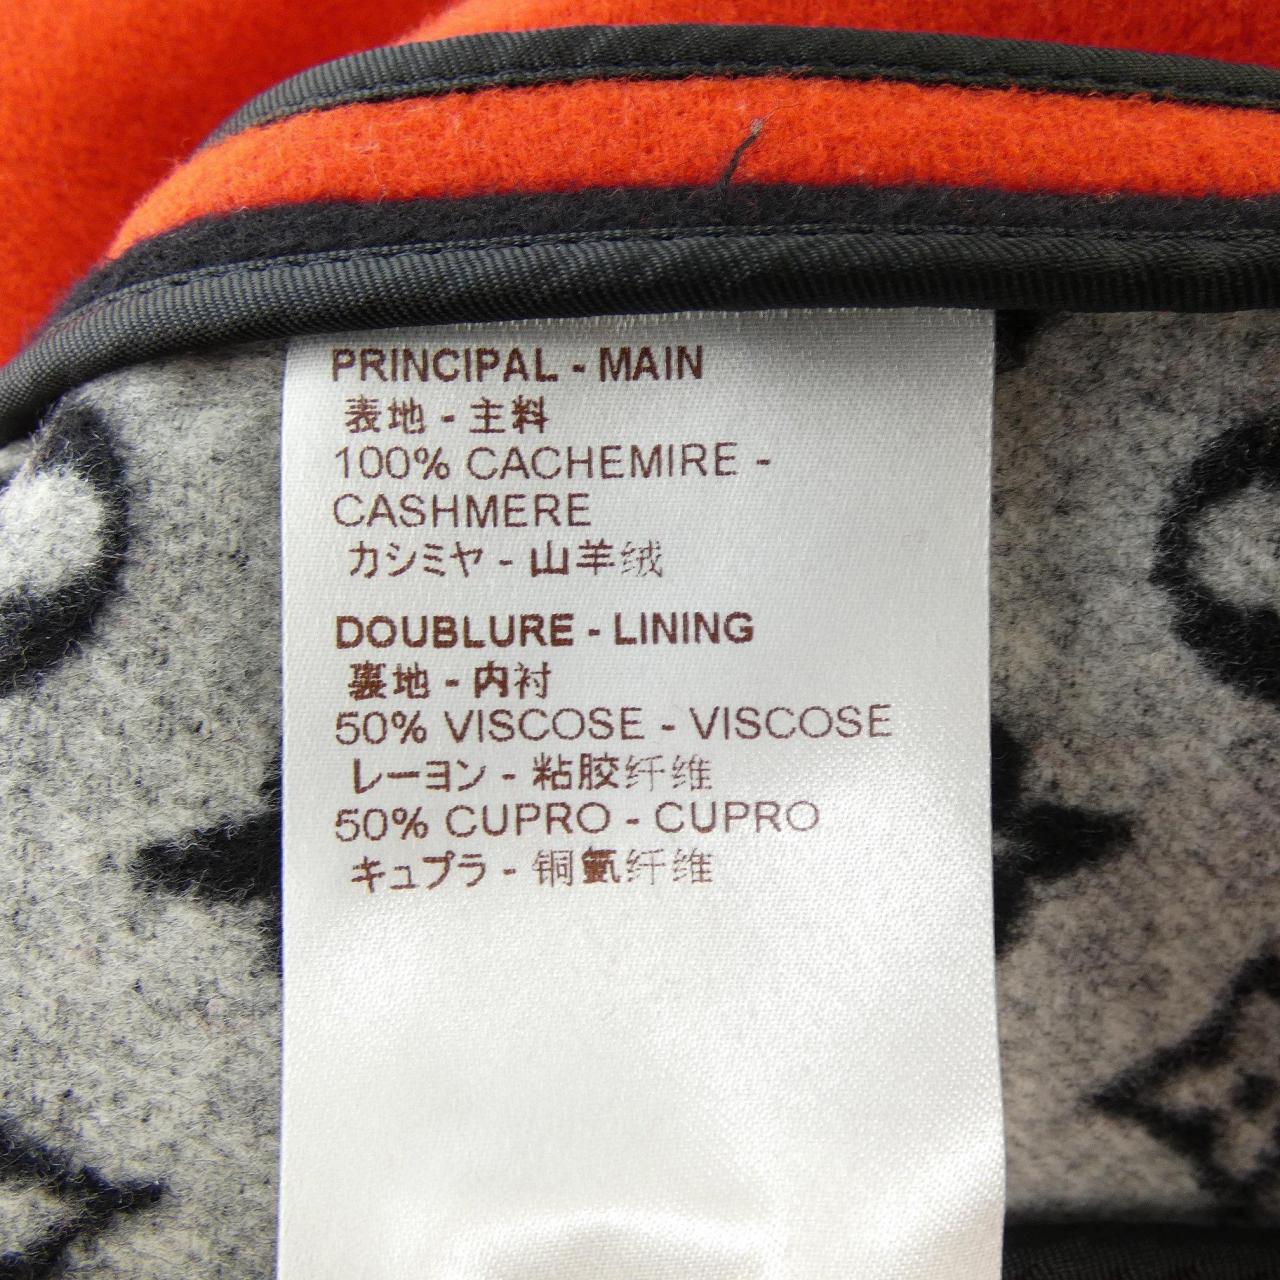 PRINCIPAL - MAIN
表地 - 主料
100% CACHEMIRE -
CASHMERE
カシミヤ - 山羊绒
DOUBLURE - LINING
裏地 - 内衬
50% VISCOSE - VISCOSE
レーヨン - 粘胶纤维
50% CUPRO - CUPRO
キュプラ - 铜氨纤维